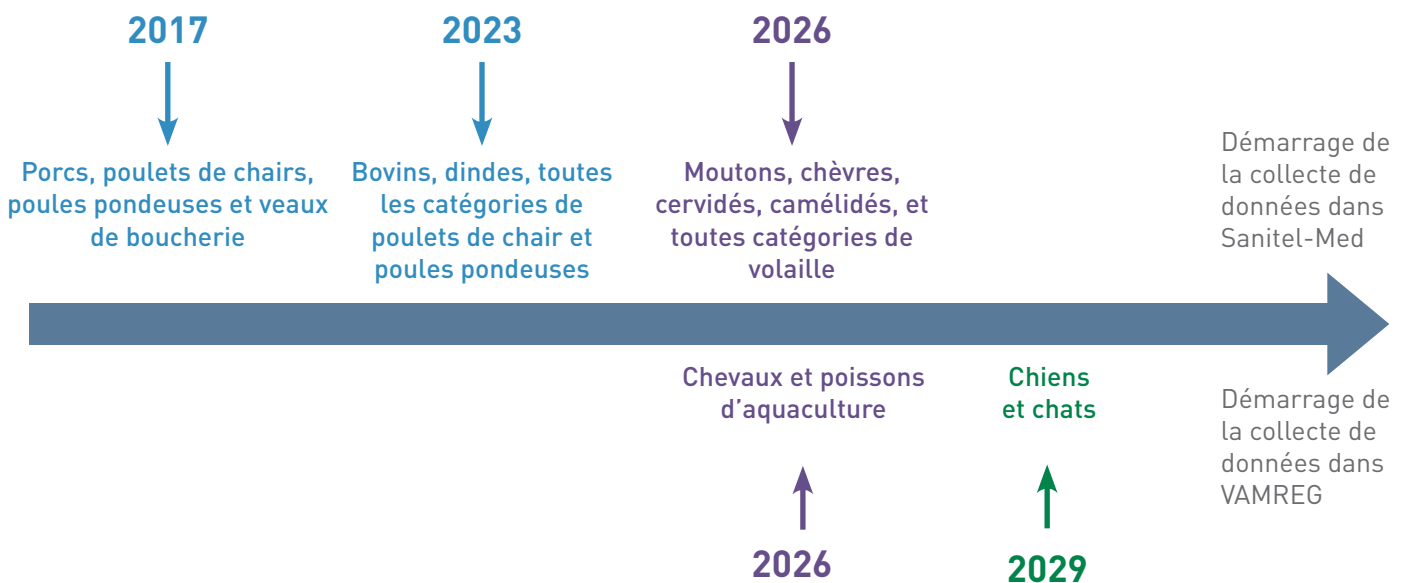 2017
Porcs, poulets de chairs,
poules pondeuses et veaux
de boucherie
2023
Bovins, dindes, toutes
les catégories de
poulets de chair et
poules pondeuses
2026
Moutons, chèvres,
cervidés, camélidés, et
toutes catégories de
volaille
Démarrage de
la collecte de
données dans
Sanitel-Med
Chevaux et poissons
d’aquaculture
2026
Chiens
et chats
2029
Démarrage de
la collecte de
données dans
VAMREG